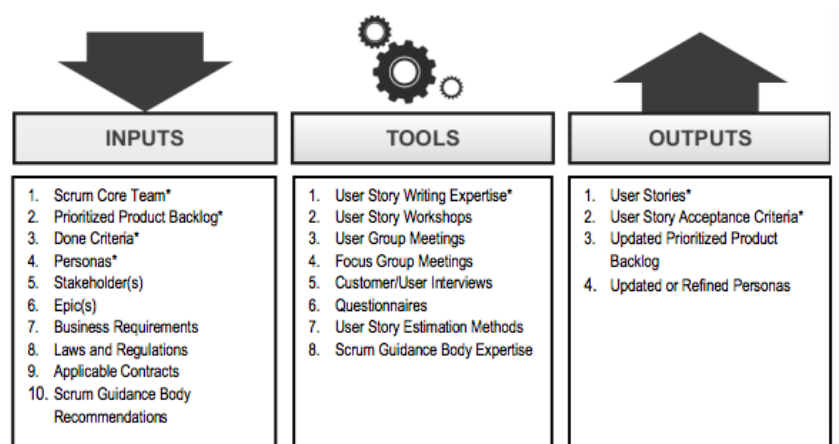 INPUTS
1. Scrum Core Team*
2. Prioritized Product Backlog*
3. Done Criteria*
4. Personas*
5. Stakeholder(s)
6. Epic(s)
7. Business Requirements
8. Laws and Regulations
9. Applicable Contracts
10. Scrum Guidance Body
Recommendations
TOOLS
1. User Story Writing Expertise*
2. User Story Workshops
3. User Group Meetings
4. Focus Group Meetings
5. Customer/User Interviews
6. Questionnaires
7. User Story Estimation Methods
8. Scrum Guidance Body Expertise
OUTPUTS
1. User Stories*
2. User Story Acceptance Criteria*
3. Updated Prioritized Product
Backlog
4. Updated or Refined Personas